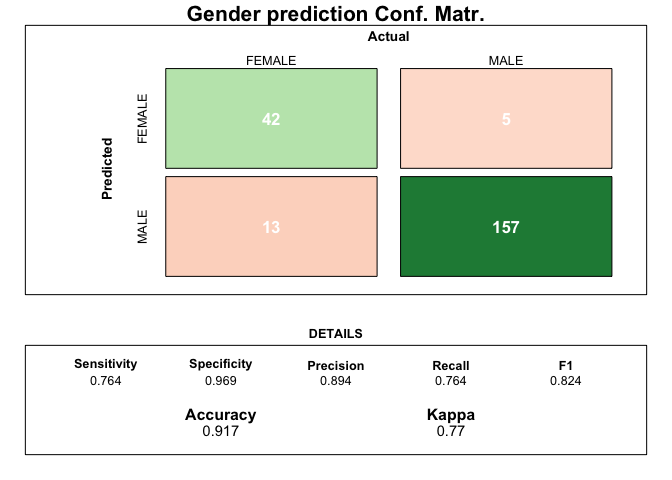 Gender prediction Conf. Matr.
Actual
FEMALE MALE
Predicted
FEMALE
42 5
MALE
13 157
DETAILS
Sensitivity Specificity Precision Recall F1
0.764 0.969 0.894 0.764 0.824
Accuracy Kappa
0.917 0.77